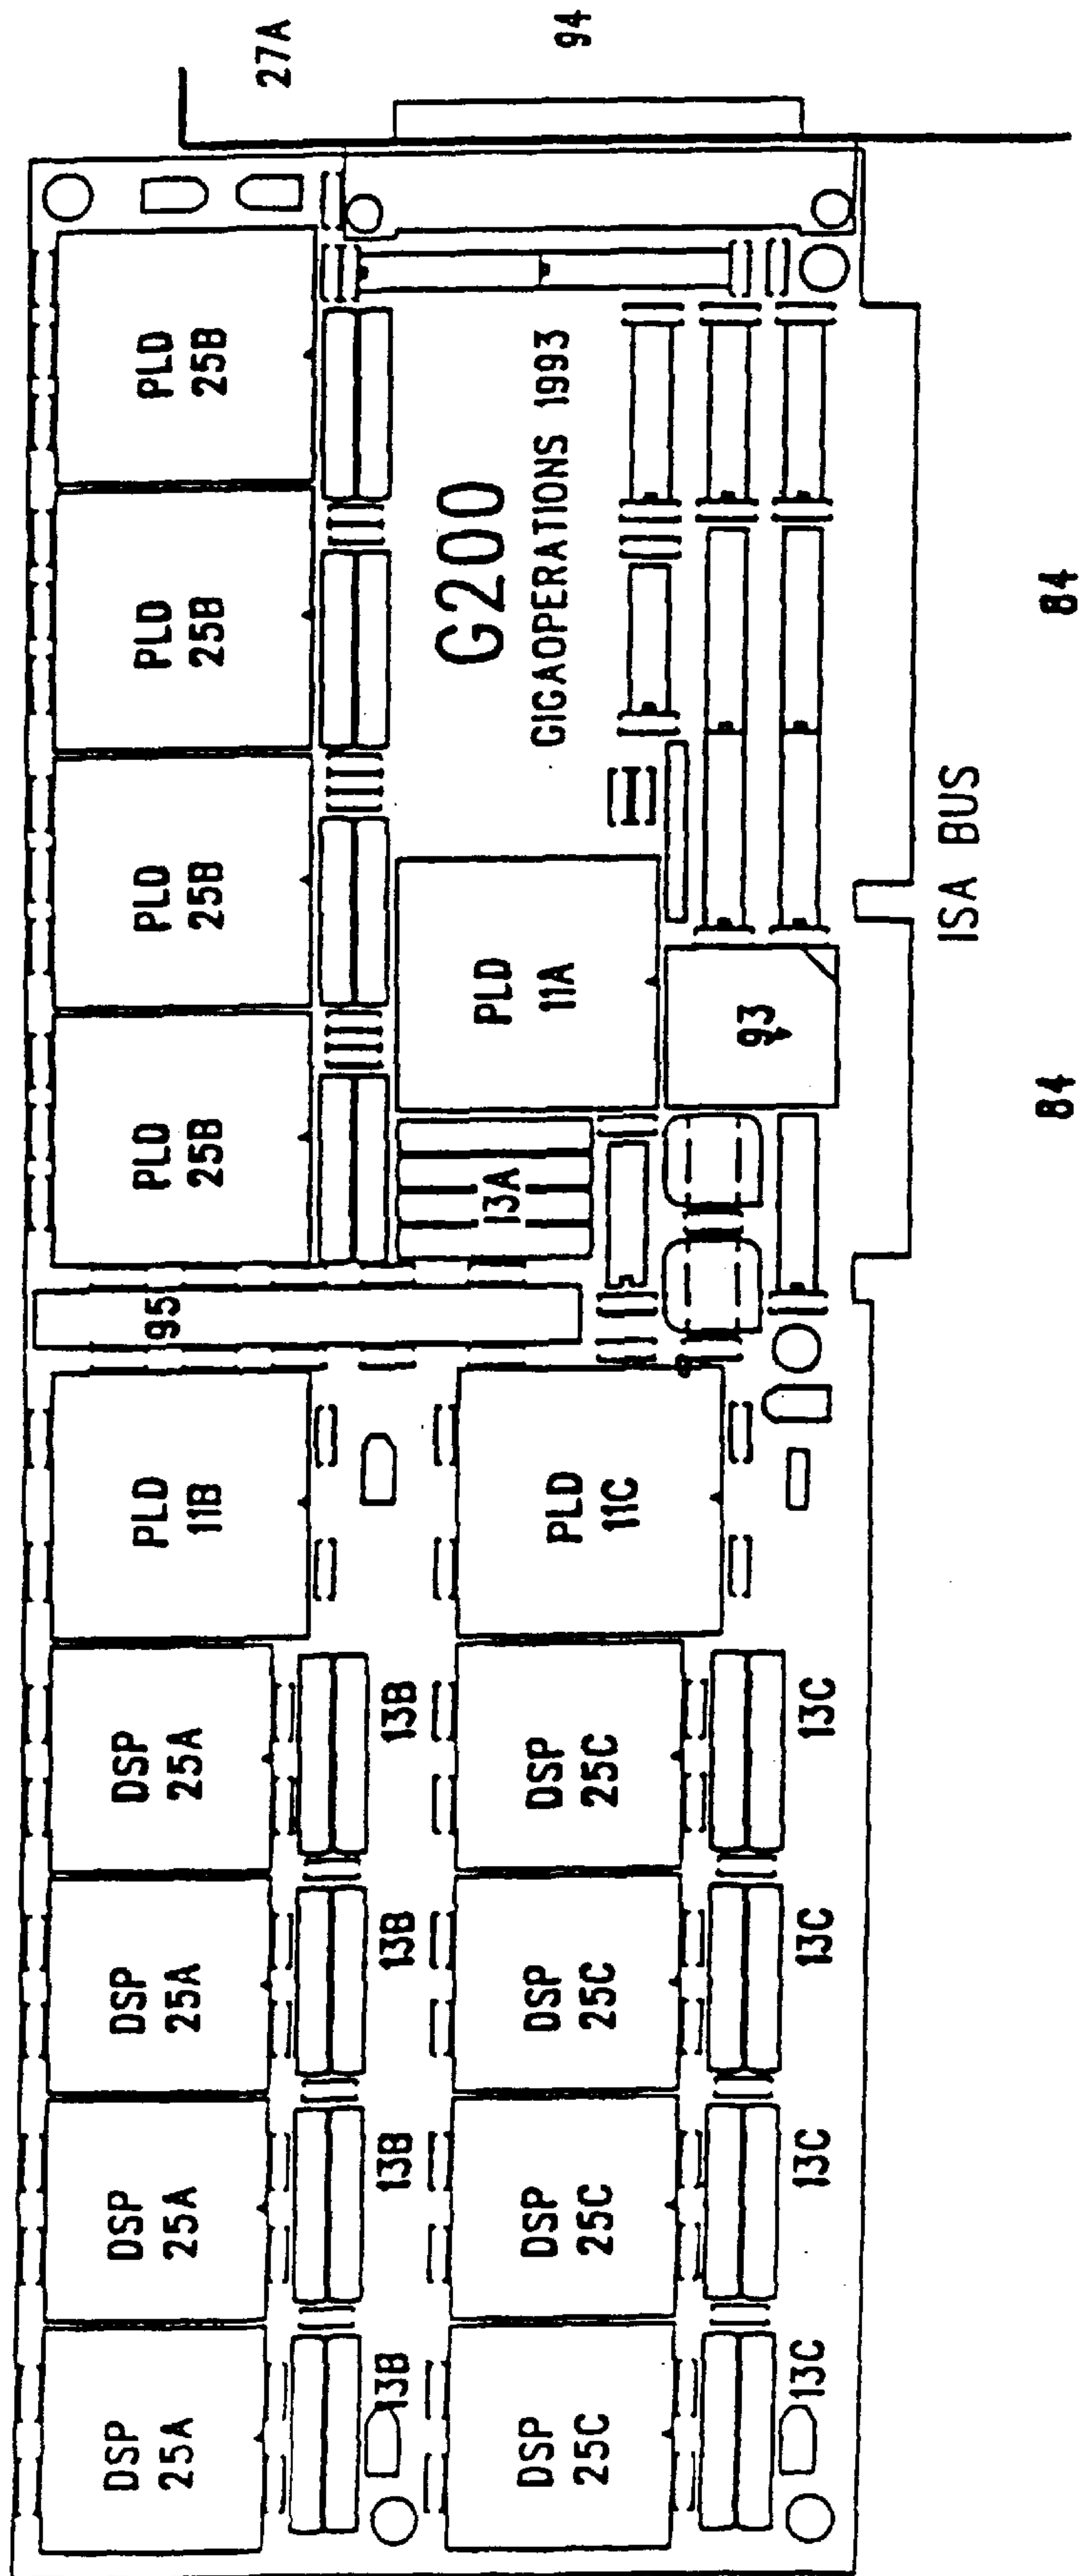 DSP
25A
DSP
25A
DSP
25A
DSP
25A
PLD
11B
95
PLD
25B
PLD
25B
PLD
25B
PLD
25B
27A
13B
13B
13B
13B
13A
PLD
11A
G200
GIGAOPERATIONS 1993
94
DSP
25C
DSP
25C
DSP
25C
DSP
25C
PLD
11C
93
13C
13C
13C
13C
ISA BUS
84
84